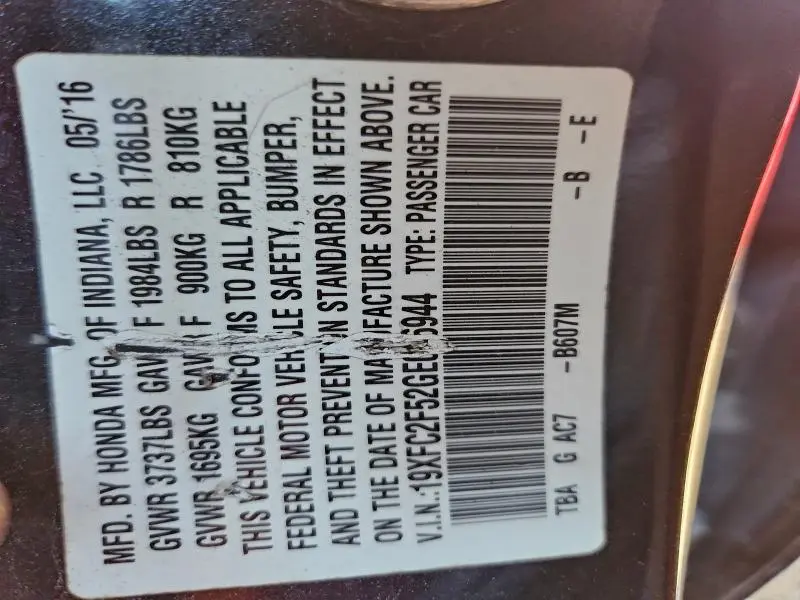 MFD. BY HONDA MFG. OF INDIANA, LLC 05/'16
GVWR 3737LBS GAWR F 1984LBS R 1786LBS
GVWR 1695KG GAWR F 900KG R 810KG
THIS VEHICLE CONFORMS TO ALL APPLICABLE
FEDERAL MOTOR VEHICLE SAFETY, BUMPER,
AND THEFT PREVENTION STANDARDS IN EFFECT
ON THE DATE OF MANUFACTURE SHOWN ABOVE.
V.I.N.: TYPE: PASSENGER CAR
TBA G AC7 -B607M -B -E